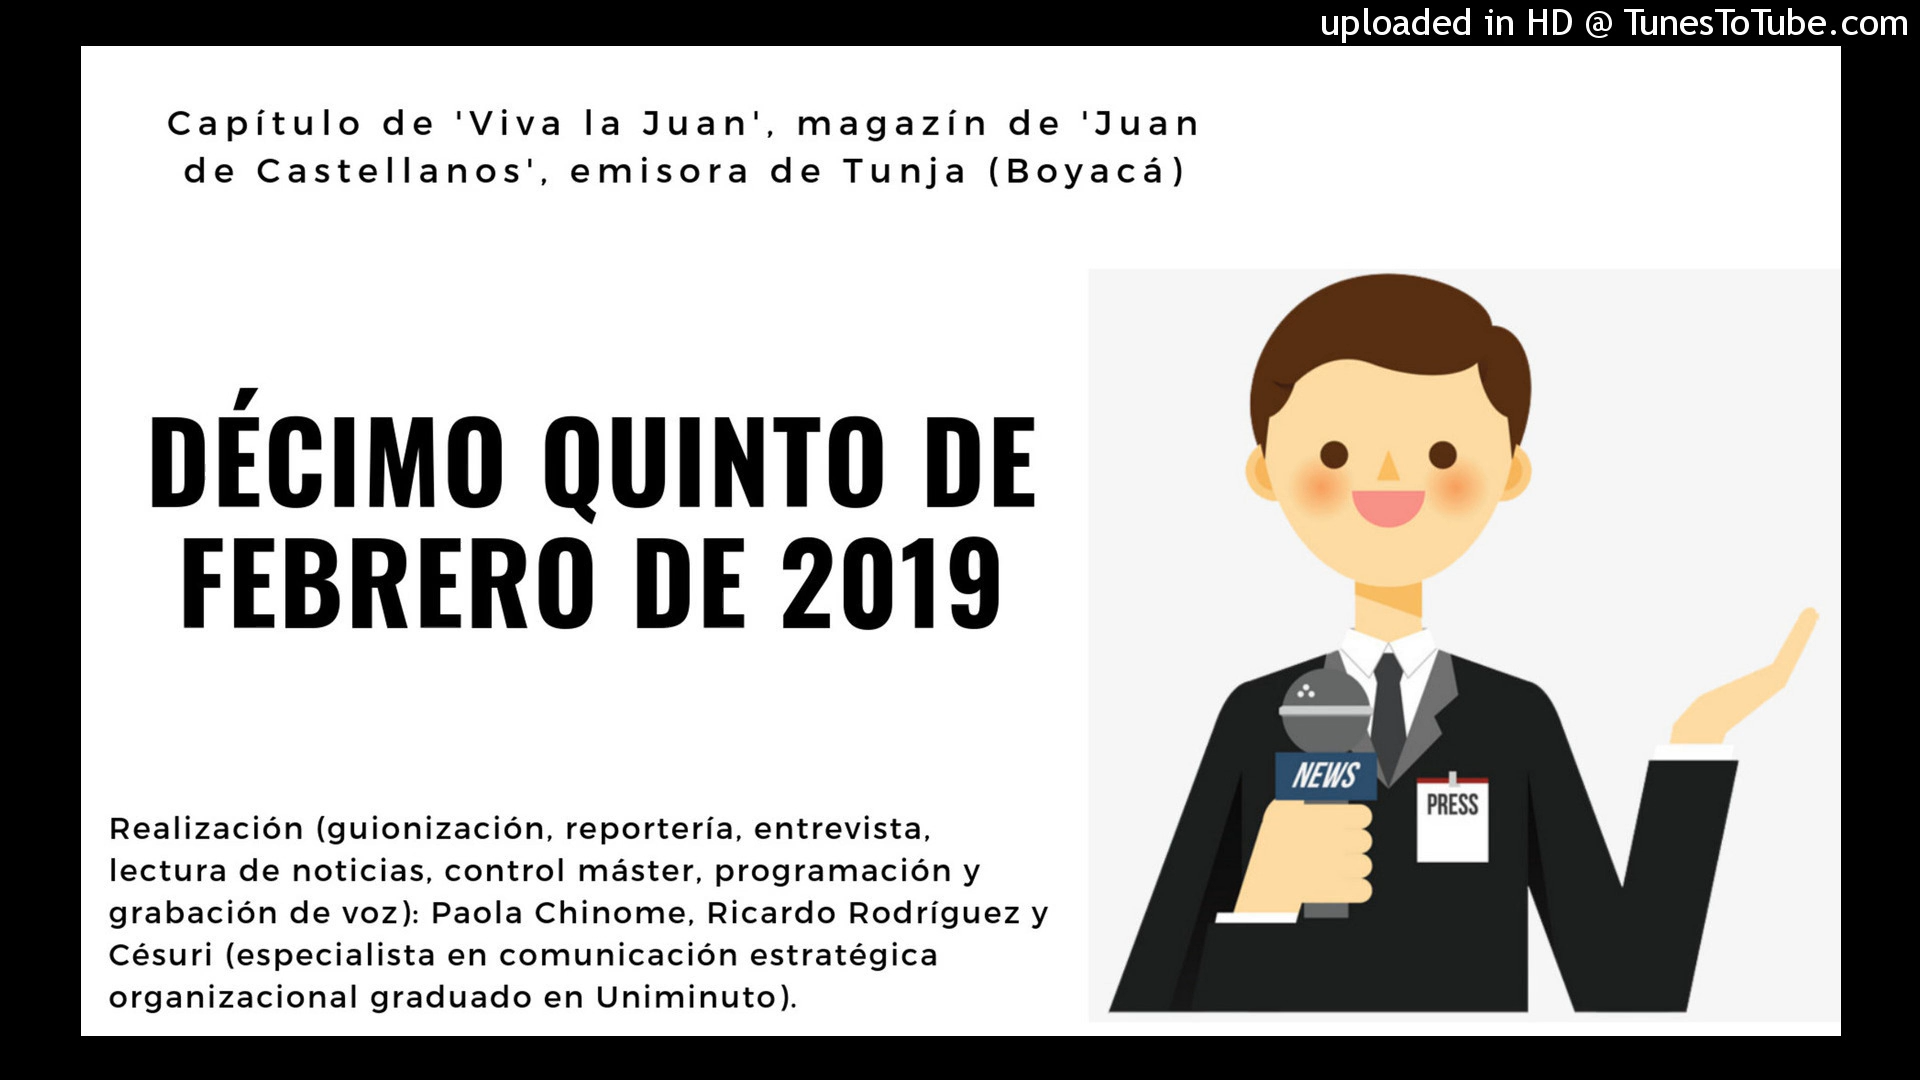 uploaded in HD @ TunesToTube.com
Capítulo de 'Viva la Juan', magazín de 'Juan
de Castellanos', emisora de Tunja (Boyacá)
DÉCIMO QUINTO DE
FEBRERO DE 2019
NEWS
PRESS
Realización (guionización, reportería, entrevista,
lectura de noticias, control máster, programación y
grabación de voz): Paola Chinome, Ricardo Rodríguez y
Césuri (especialista en comunicación estratégica
organizacional graduado en Uniminuto).